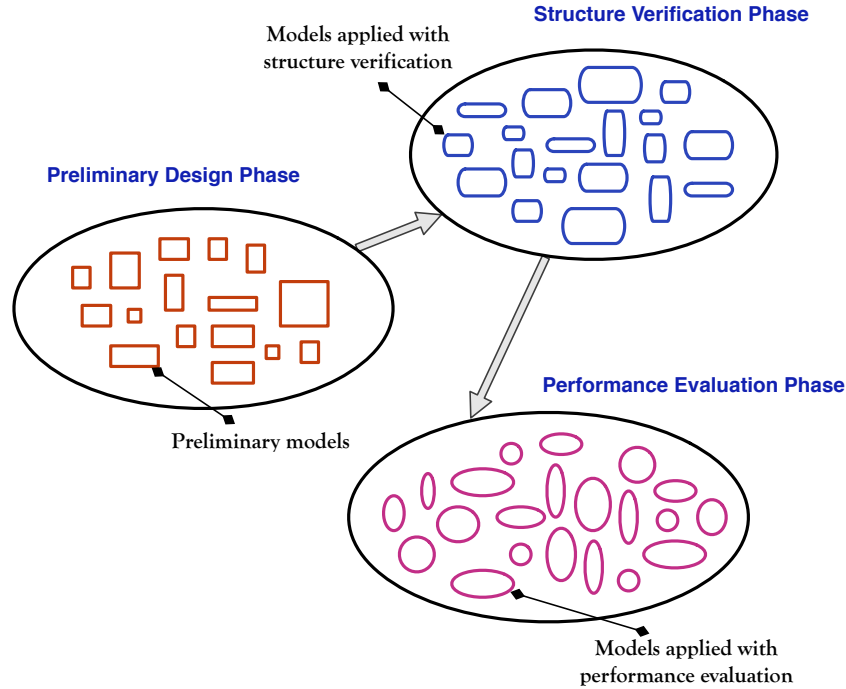 Structure Verification Phase
Models applied with
structure verification
Preliminary Design Phase
Preliminary models
Performance Evaluation Phase
Models applied with
performance evaluation